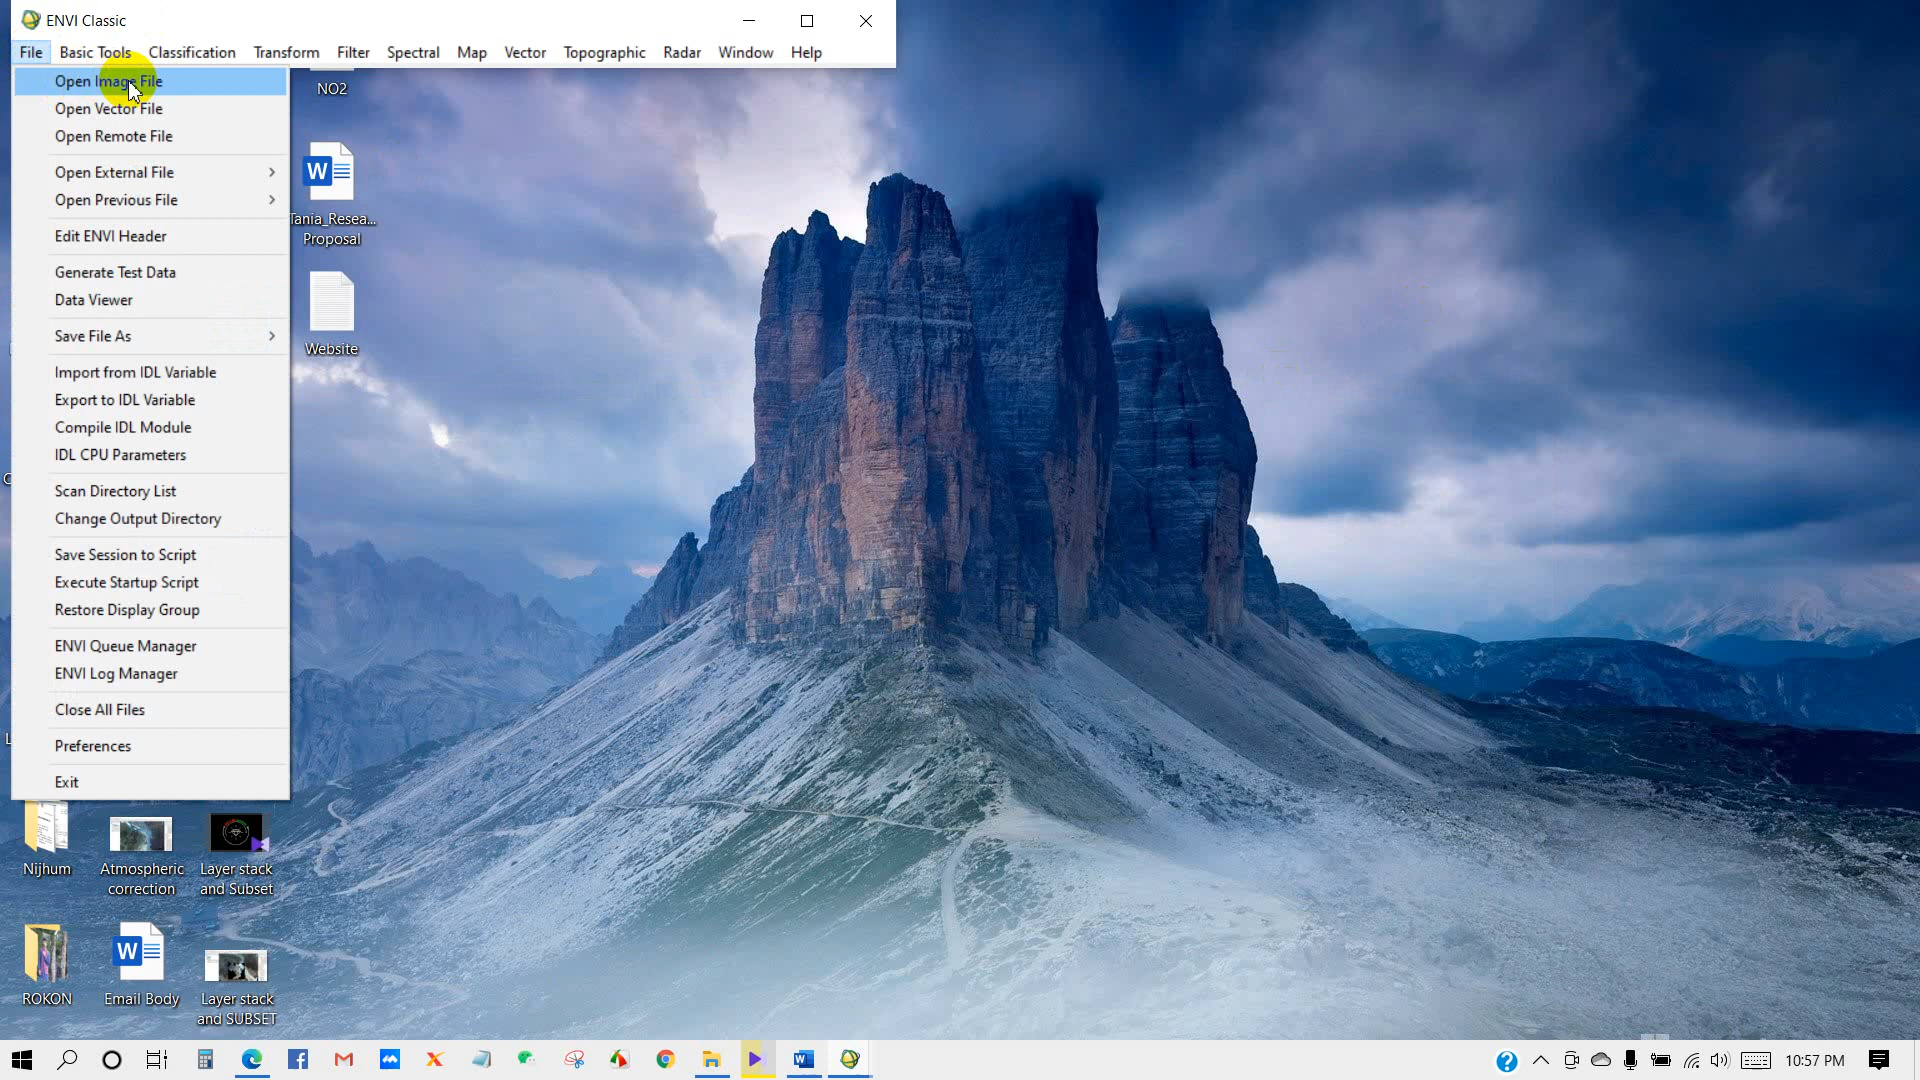 ENVI Classic
File Basic Tools Classification Transform Filter Spectral Map Vector Topographic Radar Window Help
Open Image File
Open Vector File
Open Remote File
Open External File
Open Previous File
Edit ENVI Header
Generate Test Data
Data Viewer
Save File As
Import from IDL Variable
Export to IDL Variable
Compile IDL Module
IDL CPU Parameters
Scan Directory List
Change Output Directory
Save Session to Script
Execute Startup Script
Restore Display Group
ENVI Queue Manager
ENVI Log Manager
Close All Files
Preferences
Exit
NO2
Tania_Resea...
Proposal
Website
Nijhum
Atmospheric
correction
Layer stack
and Subset
ROKON
Email Body
Layer stack
and SUBSET
10:57 PM